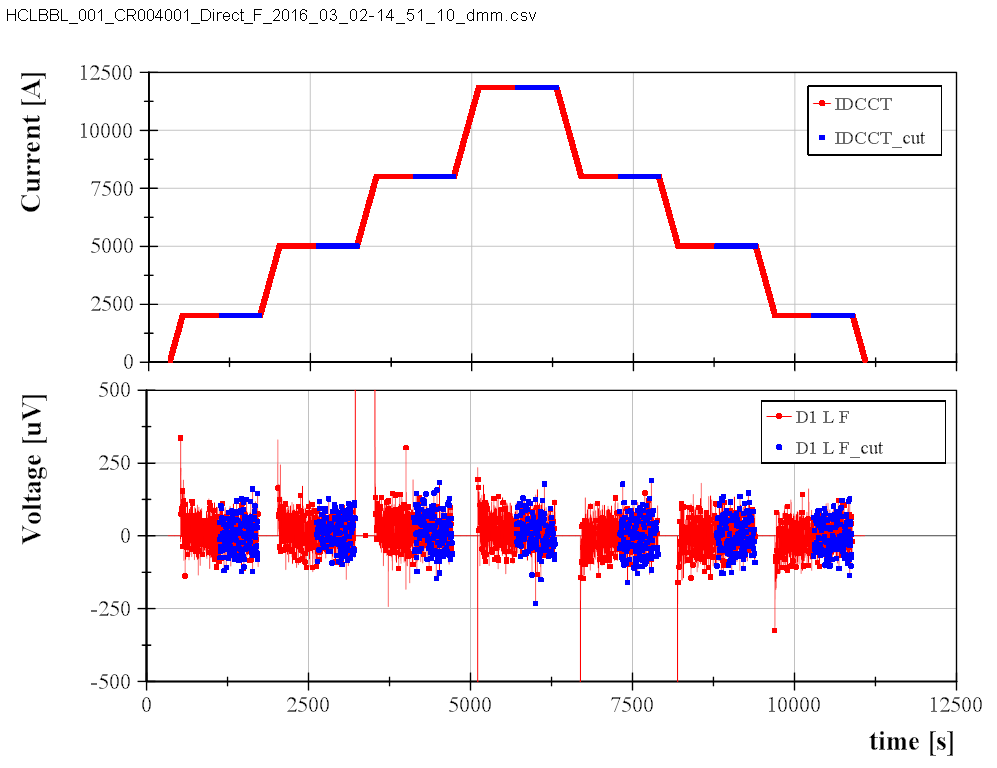 HCLBBL_001_CR004001_Direct_F_2016_03_02-14_51_10_dmm.csv
Current [A]
12500
10000
7500
5000
2500
0
IDCCT
IDCCT_cut
Voltage [uV]
500
250
0
-250
-500
D1 L F
D1 L F_cut
0 2500 5000 7500 10000 12500
time [s]